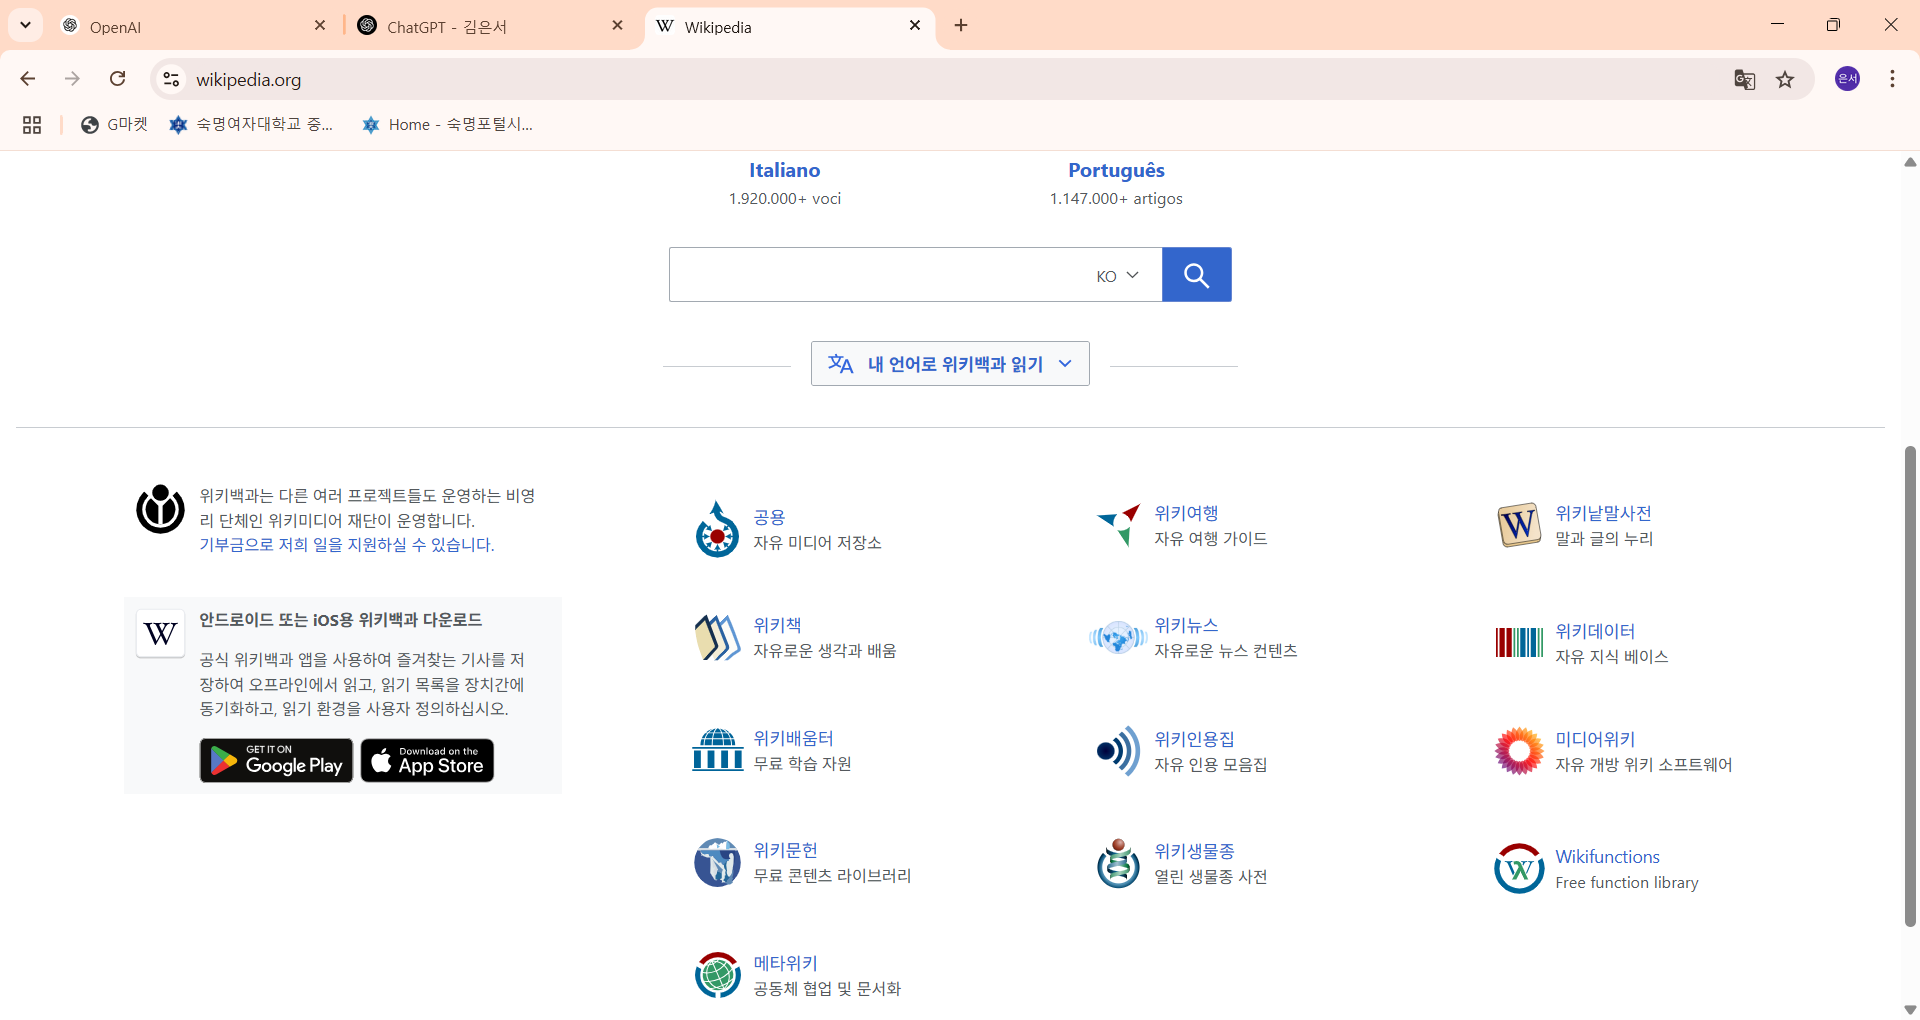 OpenAI
ChatGPT - 김은서
Wikipedia
wikipedia.org
은서
G마켓
숙명여자대학교 중...
Home - 숙명포털시...
Italiano
1.920.000+ voci
Português
1.147.000+ artigos
KO
내 언어로 위키백과 읽기
위키백과는 다른 여러 프로젝트들도 운영하는 비영
리 단체인 위키미디어 재단이 운영합니다.
기부금으로 저희 일을 지원하실 수 있습니다.
안드로이드 또는 iOS용 위키백과 다운로드
공식 위키백과 앱을 사용하여 즐겨찾는 기사를 저
장하여 오프라인에서 읽고, 읽기 목록을 장치간에
동기화하고, 읽기 환경을 사용자 정의하십시오.
GET IT ON
Google Play
Download on the
App Store
공용
자유 미디어 저장소
위키여행
자유 여행 가이드
위키낱말사전
말과 글의 누리
위키책
자유로운 생각과 배움
위키뉴스
자유로운 뉴스 컨텐츠
위키데이터
자유 지식 베이스
위키배움터
무료 학습 자원
위키인용집
자유 인용 모음집
미디어위키
자유 개방 위키 소프트웨어
위키문헌
무료 콘텐츠 라이브러리
위키생물종
열린 생물종 사전
Wikifunctions
Free function library
메타위키
공동체 협업 및 문서화